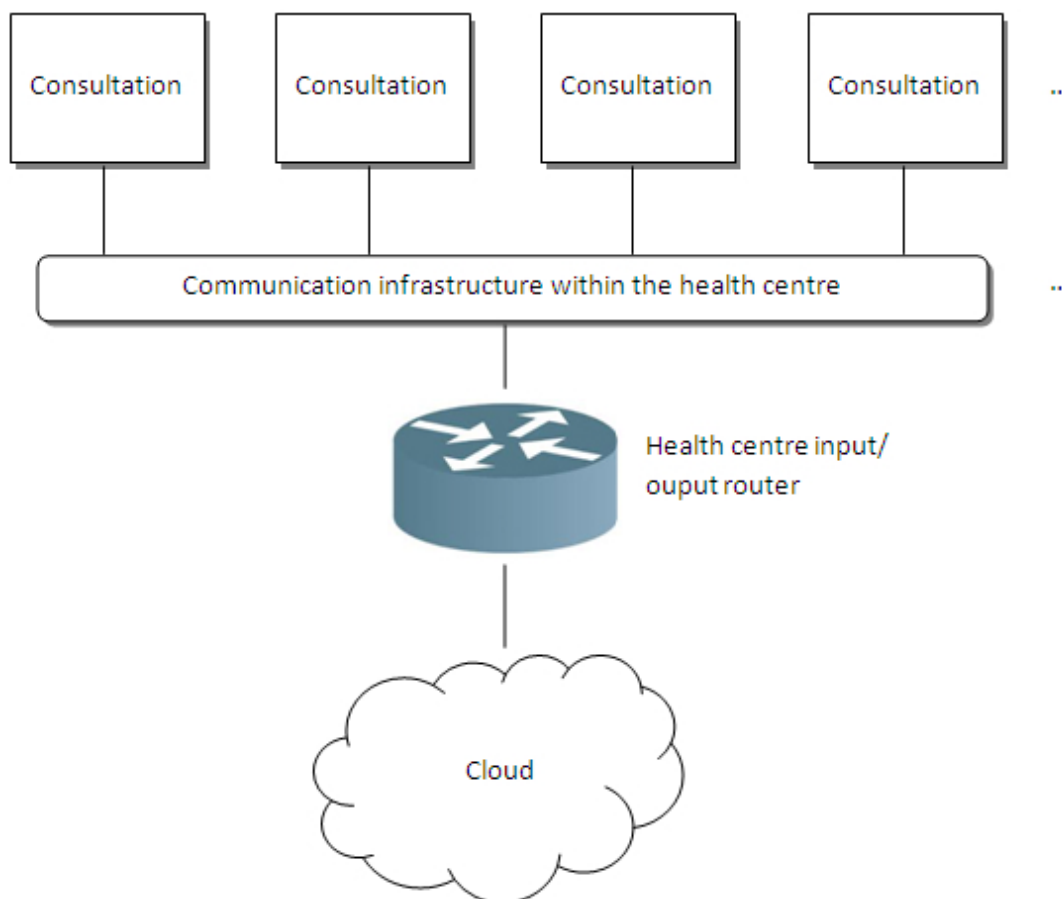 Consultation
Consultation
Consultation
Consultation
..
Communication infrastructure within the health centre
..
Health centre input/
ouput router
Cloud